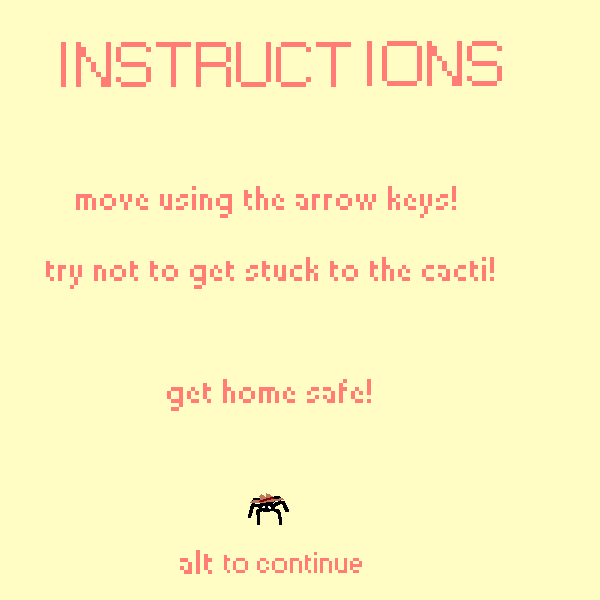 INSTRUCTIONS
move using the arrow keys!
try not to get stuck to the cacti!
get home safe!
alt to continue